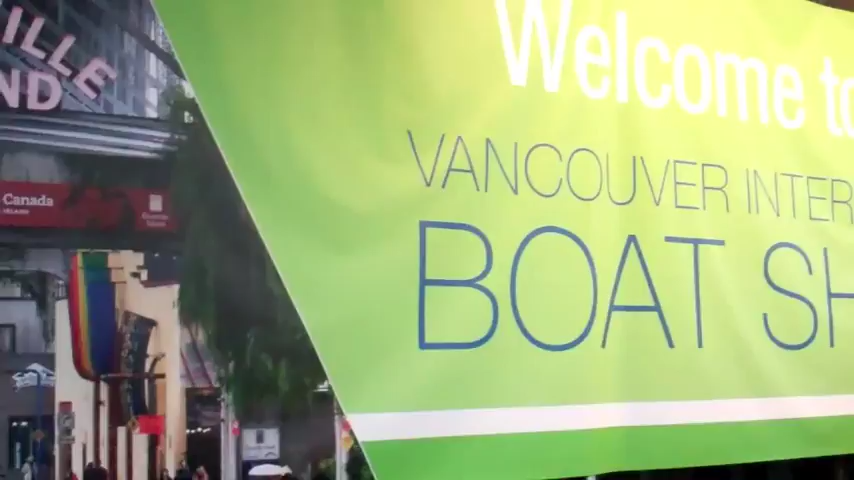 ILLE
ND
Canada
Welcome to
VANCOUVER INTER
BOAT SH